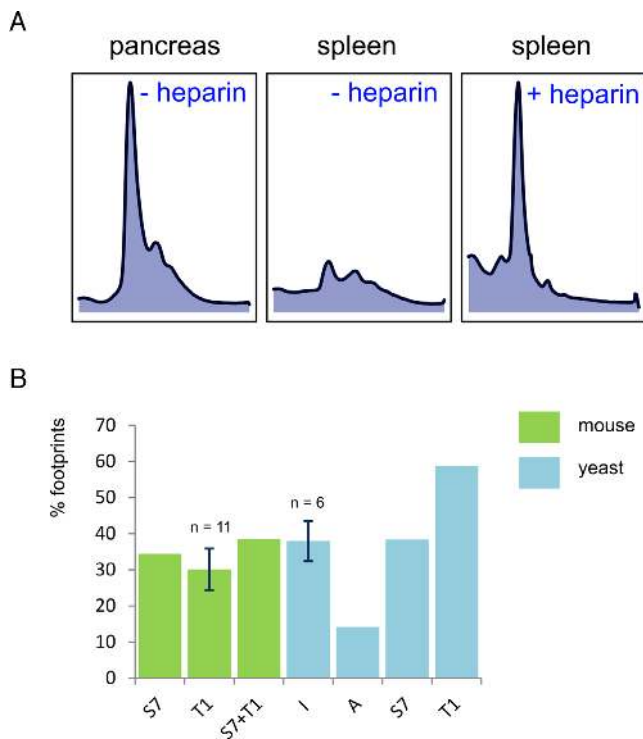 A
pancreas
spleen
spleen
- heparin
- heparin
+ heparin
B
% footprints
70
60
50
40
30
20
10
0
n = 11
n = 6
mouse
yeast
S7
T1
S7+T1
I
A
S7
T1